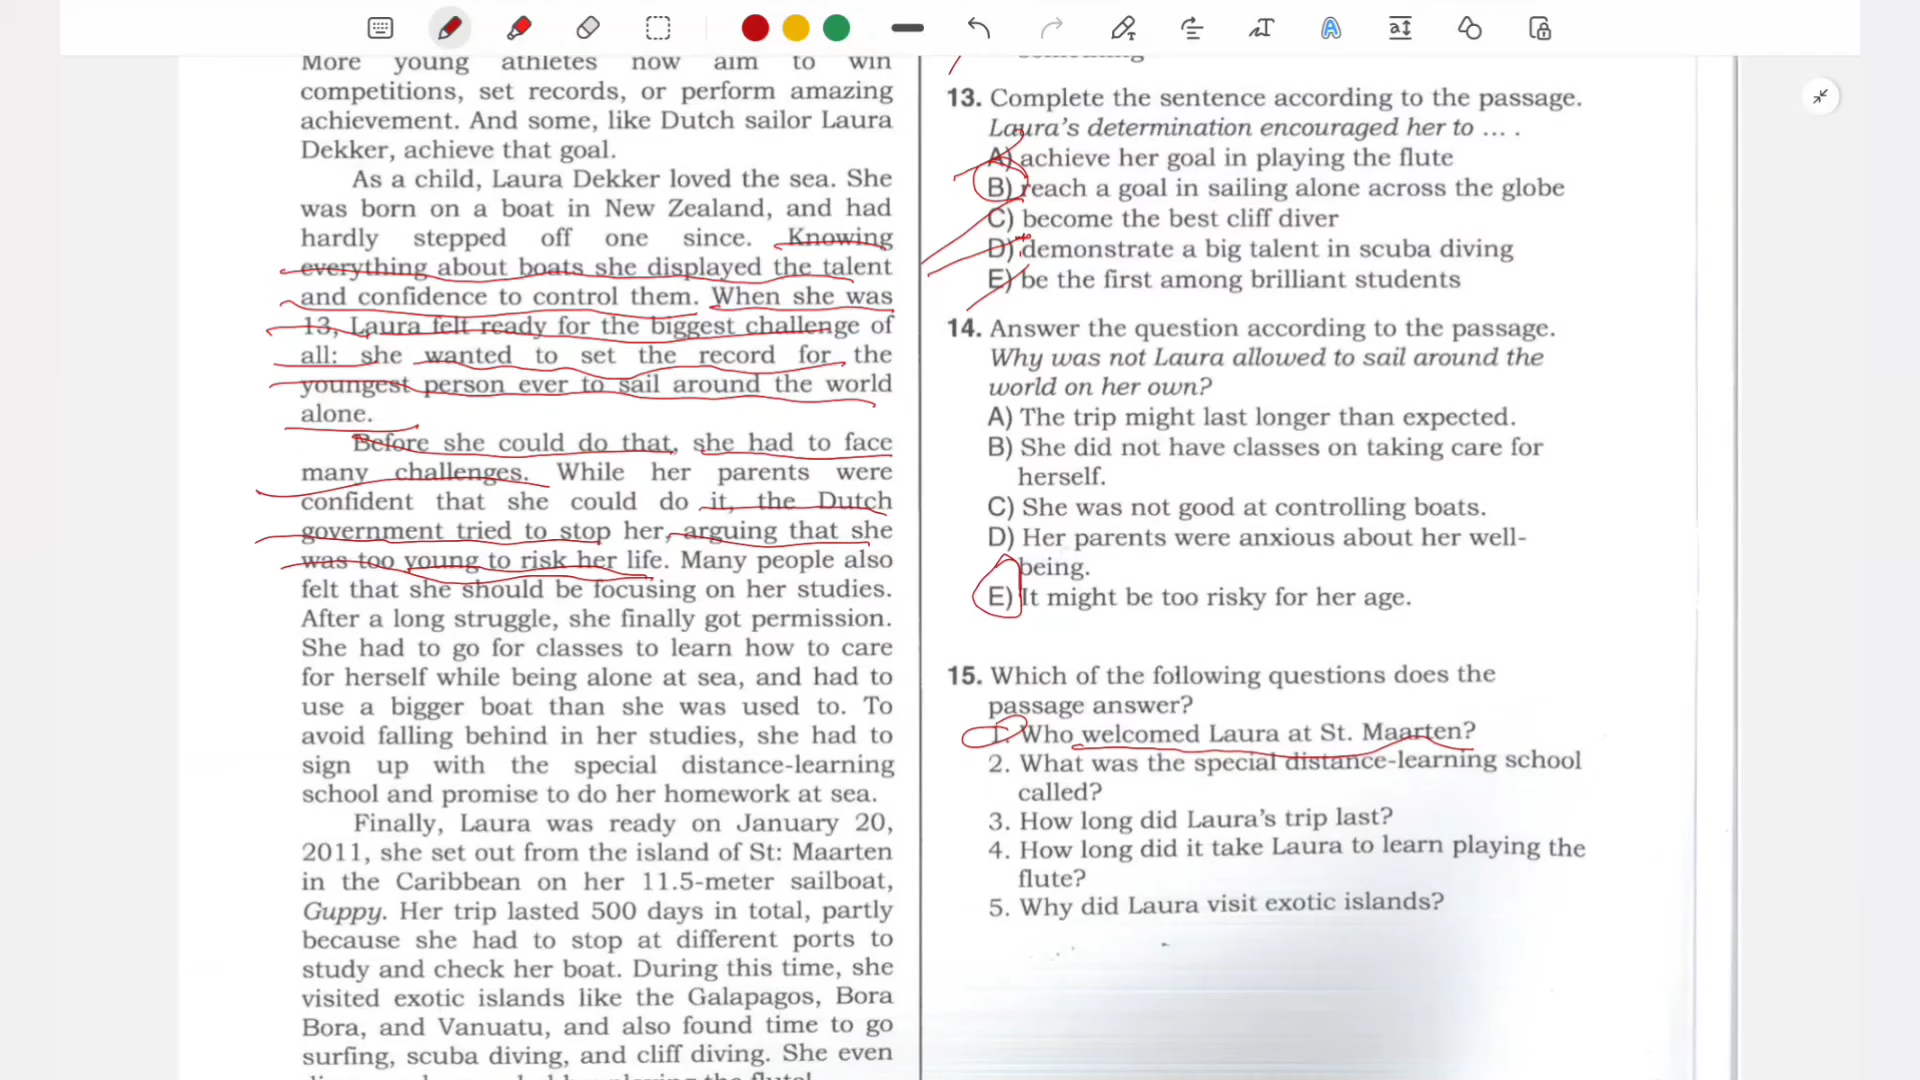 More young athletes now aim to win
competitions, set records, or perform amazing
achievement. And some, like Dutch sailor Laura
Dekker, achieve that goal.
As a child, Laura Dekker loved the sea. She
was born on a boat in New Zealand, and had
hardly stepped off one since. Knowing
everything about boats she displayed the talent
and confidence to control them. When she was
13, Laura felt ready for the biggest challenge of
all: she wanted to set the record for the
youngest person ever to sail around the world
alone.
Before she could do that, she had to face
many challenges. While her parents were
confident that she could do it, the Dutch
government tried to stop her, arguing that she
was too young to risk her life. Many people also
felt that she should be focusing on her studies.
After a long struggle, she finally got permission.
She had to go for classes to learn how to care
for herself while being alone at sea, and had to
use a bigger boat than she was used to. To
avoid falling behind in her studies, she had to
sign up with the special distance-learning
school and promise to do her homework at sea.
Finally, Laura was ready on January 20,
2011, she set out from the island of St: Maarten
in the Caribbean on her 11.5-meter sailboat,
Guppy. Her trip lasted 500 days in total, partly
because she had to stop at different ports to
study and check her boat. During this time, she
visited exotic islands like the Galapagos, Bora
Bora, and Vanuatu, and also found time to go
surfing, scuba diving, and cliff diving. She even
13. Complete the sentence according to the passage.
Laura's determination encouraged her to ... .
A) achieve her goal in playing the flute
B) reach a goal in sailing alone across the globe
C) become the best cliff diver
D) demonstrate a big talent in scuba diving
E) be the first among brilliant students
14. Answer the question according to the passage.
Why was not Laura allowed to sail around the
world on her own?
A) The trip might last longer than expected.
B) She did not have classes on taking care for
herself.
C) She was not good at controlling boats.
D) Her parents were anxious about her well-
being.
E) It might be too risky for her age.
15. Which of the following questions does the
passage answer?
1. Who welcomed Laura at St. Maarten?
2. What was the special distance-learning school
called?
3. How long did Laura's trip last?
4. How long did it take Laura to learn playing the
flute?
5. Why did Laura visit exotic islands?